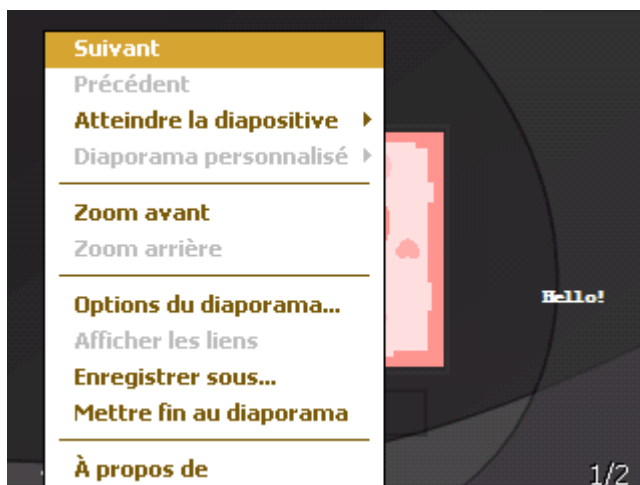 Suivant
Précédent
Atteindre la diapositive
Diaporama personnalisé
Zoom avant
Zoom arrière
Options du diaporama...
Afficher les liens
Enregistrer sous...
Mettre fin au diaporama
À propos de
Hello!
1/2